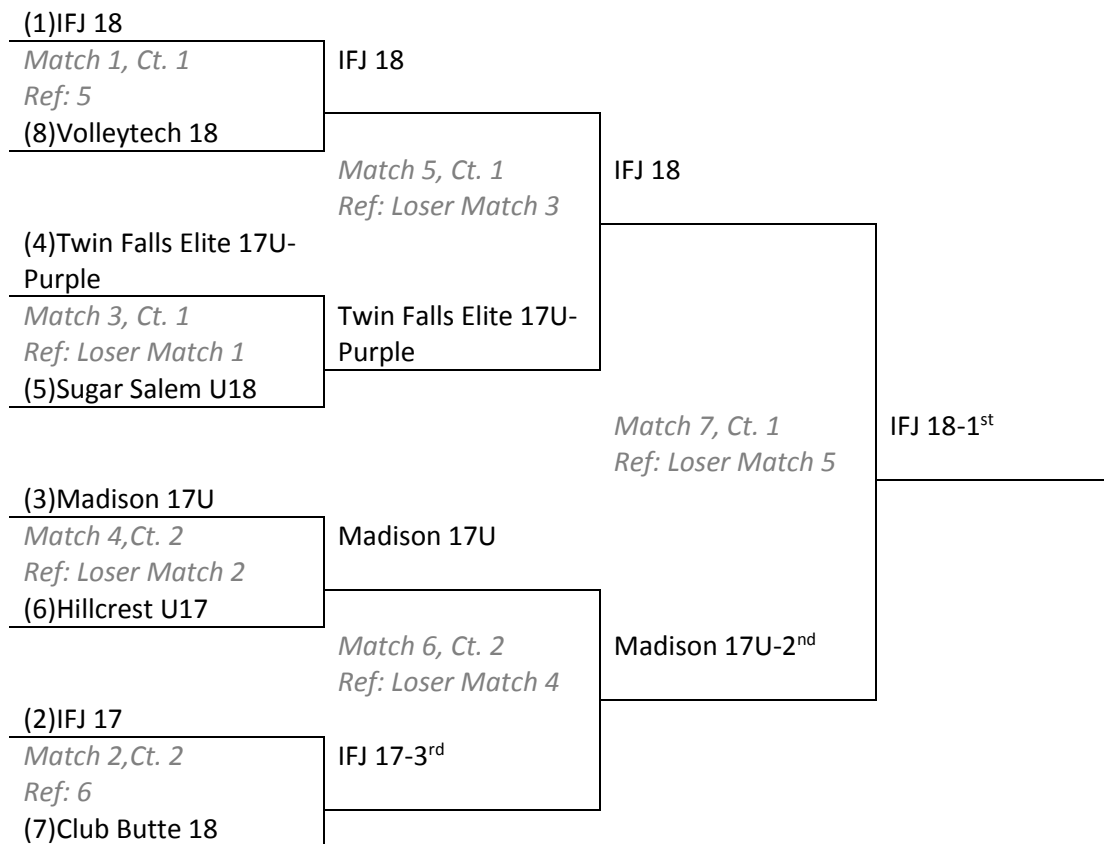 (1)IFJ 18
Match 1, Ct. 1
Ref: 5
(8)Volleytech 18
IFJ 18
Match 5, Ct. 1
Ref: Loser Match 3
IFJ 18
(4)Twin Falls Elite 17U-
Purple
Match 3, Ct. 1
Ref: Loser Match 1
(5)Sugar Salem U18
Twin Falls Elite 17U-
Purple
Match 7, Ct. 1
Ref: Loser Match 5
IFJ 18-1st
(3)Madison 17U
Match 4,Ct. 2
Ref: Loser Match 2
(6)Hillcrest U17
Madison 17U
Match 6, Ct. 2
Ref: Loser Match 4
Madison 17U-2nd
(2)IFJ 17
Match 2,Ct. 2
Ref: 6
(7)Club Butte 18
IFJ 17-3rd